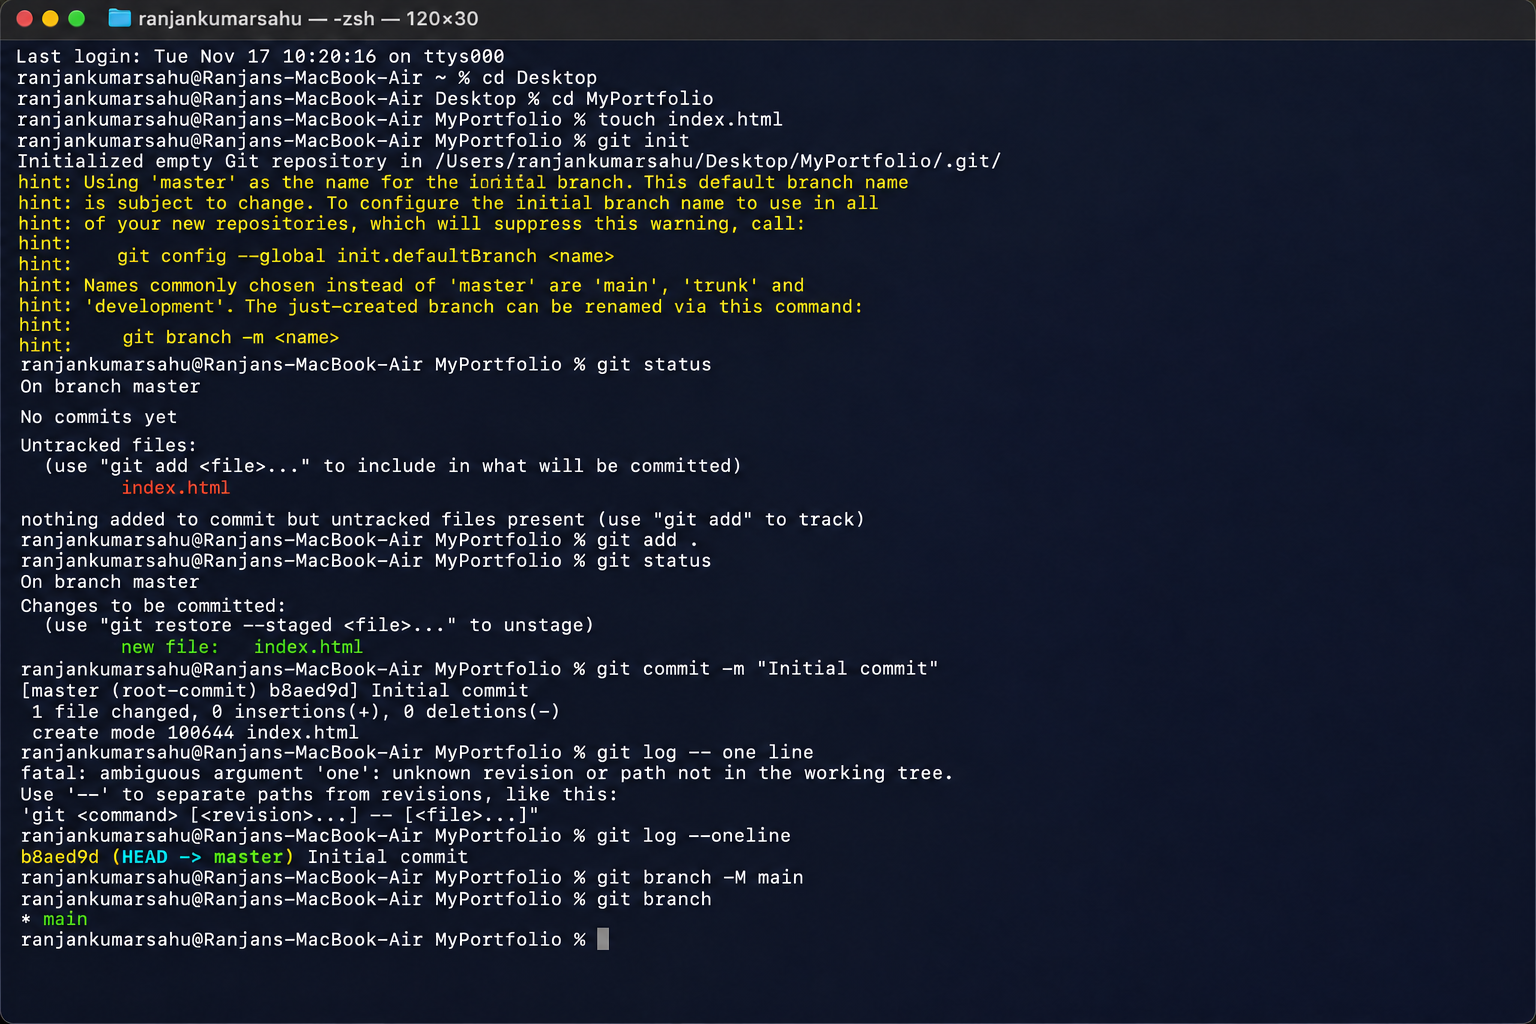 ranjankumarsahu — -zsh — 120×30
Last login: Tue Nov 17 10:20:16 on ttys000
ranjankumarsahu@Ranjans-MacBook-Air ~ % cd Desktop
ranjankumarsahu@Ranjans-MacBook-Air Desktop % cd MyPortfolio
ranjankumarsahu@Ranjans-MacBook-Air MyPortfolio % touch index.html
ranjankumarsahu@Ranjans-MacBook-Air MyPortfolio % git init
Initialized empty Git repository in /Users/ranjankumarsahu/Desktop/MyPortfolio/.git/
hint: Using 'master' as the name for the branch. This default branch name
hint: is subject to change. To configure the initial branch name to use in all
hint: of your new repositories, which will suppress this warning, call:
hint:
git config --global init.defaultBranch <name>
hint:
hint: Names commonly chosen instead of 'master' are 'main', 'trunk' and
hint: 'development'. The just-created branch can be renamed via this command:
hint:
git branch -m <name>
hint:
ranjankumarsahu@Ranjans-MacBook-Air MyPortfolio % git status
On branch master
No commits yet
Untracked files:
(use "git add <file>..." to include in what will be committed)
index.html
nothing added to commit but untracked files present (use "git add" to track)
ranjankumarsahu@Ranjans-MacBook-Air MyPortfolio % git add .
ranjankumarsahu@Ranjans-MacBook-Air MyPortfolio % git status
On branch master
Changes to be committed:
(use "git restore --staged <file>..." to unstage)
new file:   index.html
ranjankumarsahu@Ranjans-MacBook-Air MyPortfolio % git commit -m "Initial commit"
[master (root-commit) b8aed9d] Initial commit
1 file changed, 0 insertions(+), 0 deletions(-)
create mode 100644 index.html
ranjankumarsahu@Ranjans-MacBook-Air MyPortfolio % git log -- one line
fatal: ambiguous argument 'one': unknown revision or path not in the working tree.
Use '--' to separate paths from revisions, like this:
'git <command> [<revision>...] -- [<file>...]"
ranjankumarsahu@Ranjans-MacBook-Air MyPortfolio % git log --oneline
b8aed9d (HEAD -> master) Initial commit
ranjankumarsahu@Ranjans-MacBook-Air MyPortfolio % git branch -M main
ranjankumarsahu@Ranjans-MacBook-Air MyPortfolio % git branch
* main
ranjankumarsahu@Ranjans-MacBook-Air MyPortfolio %